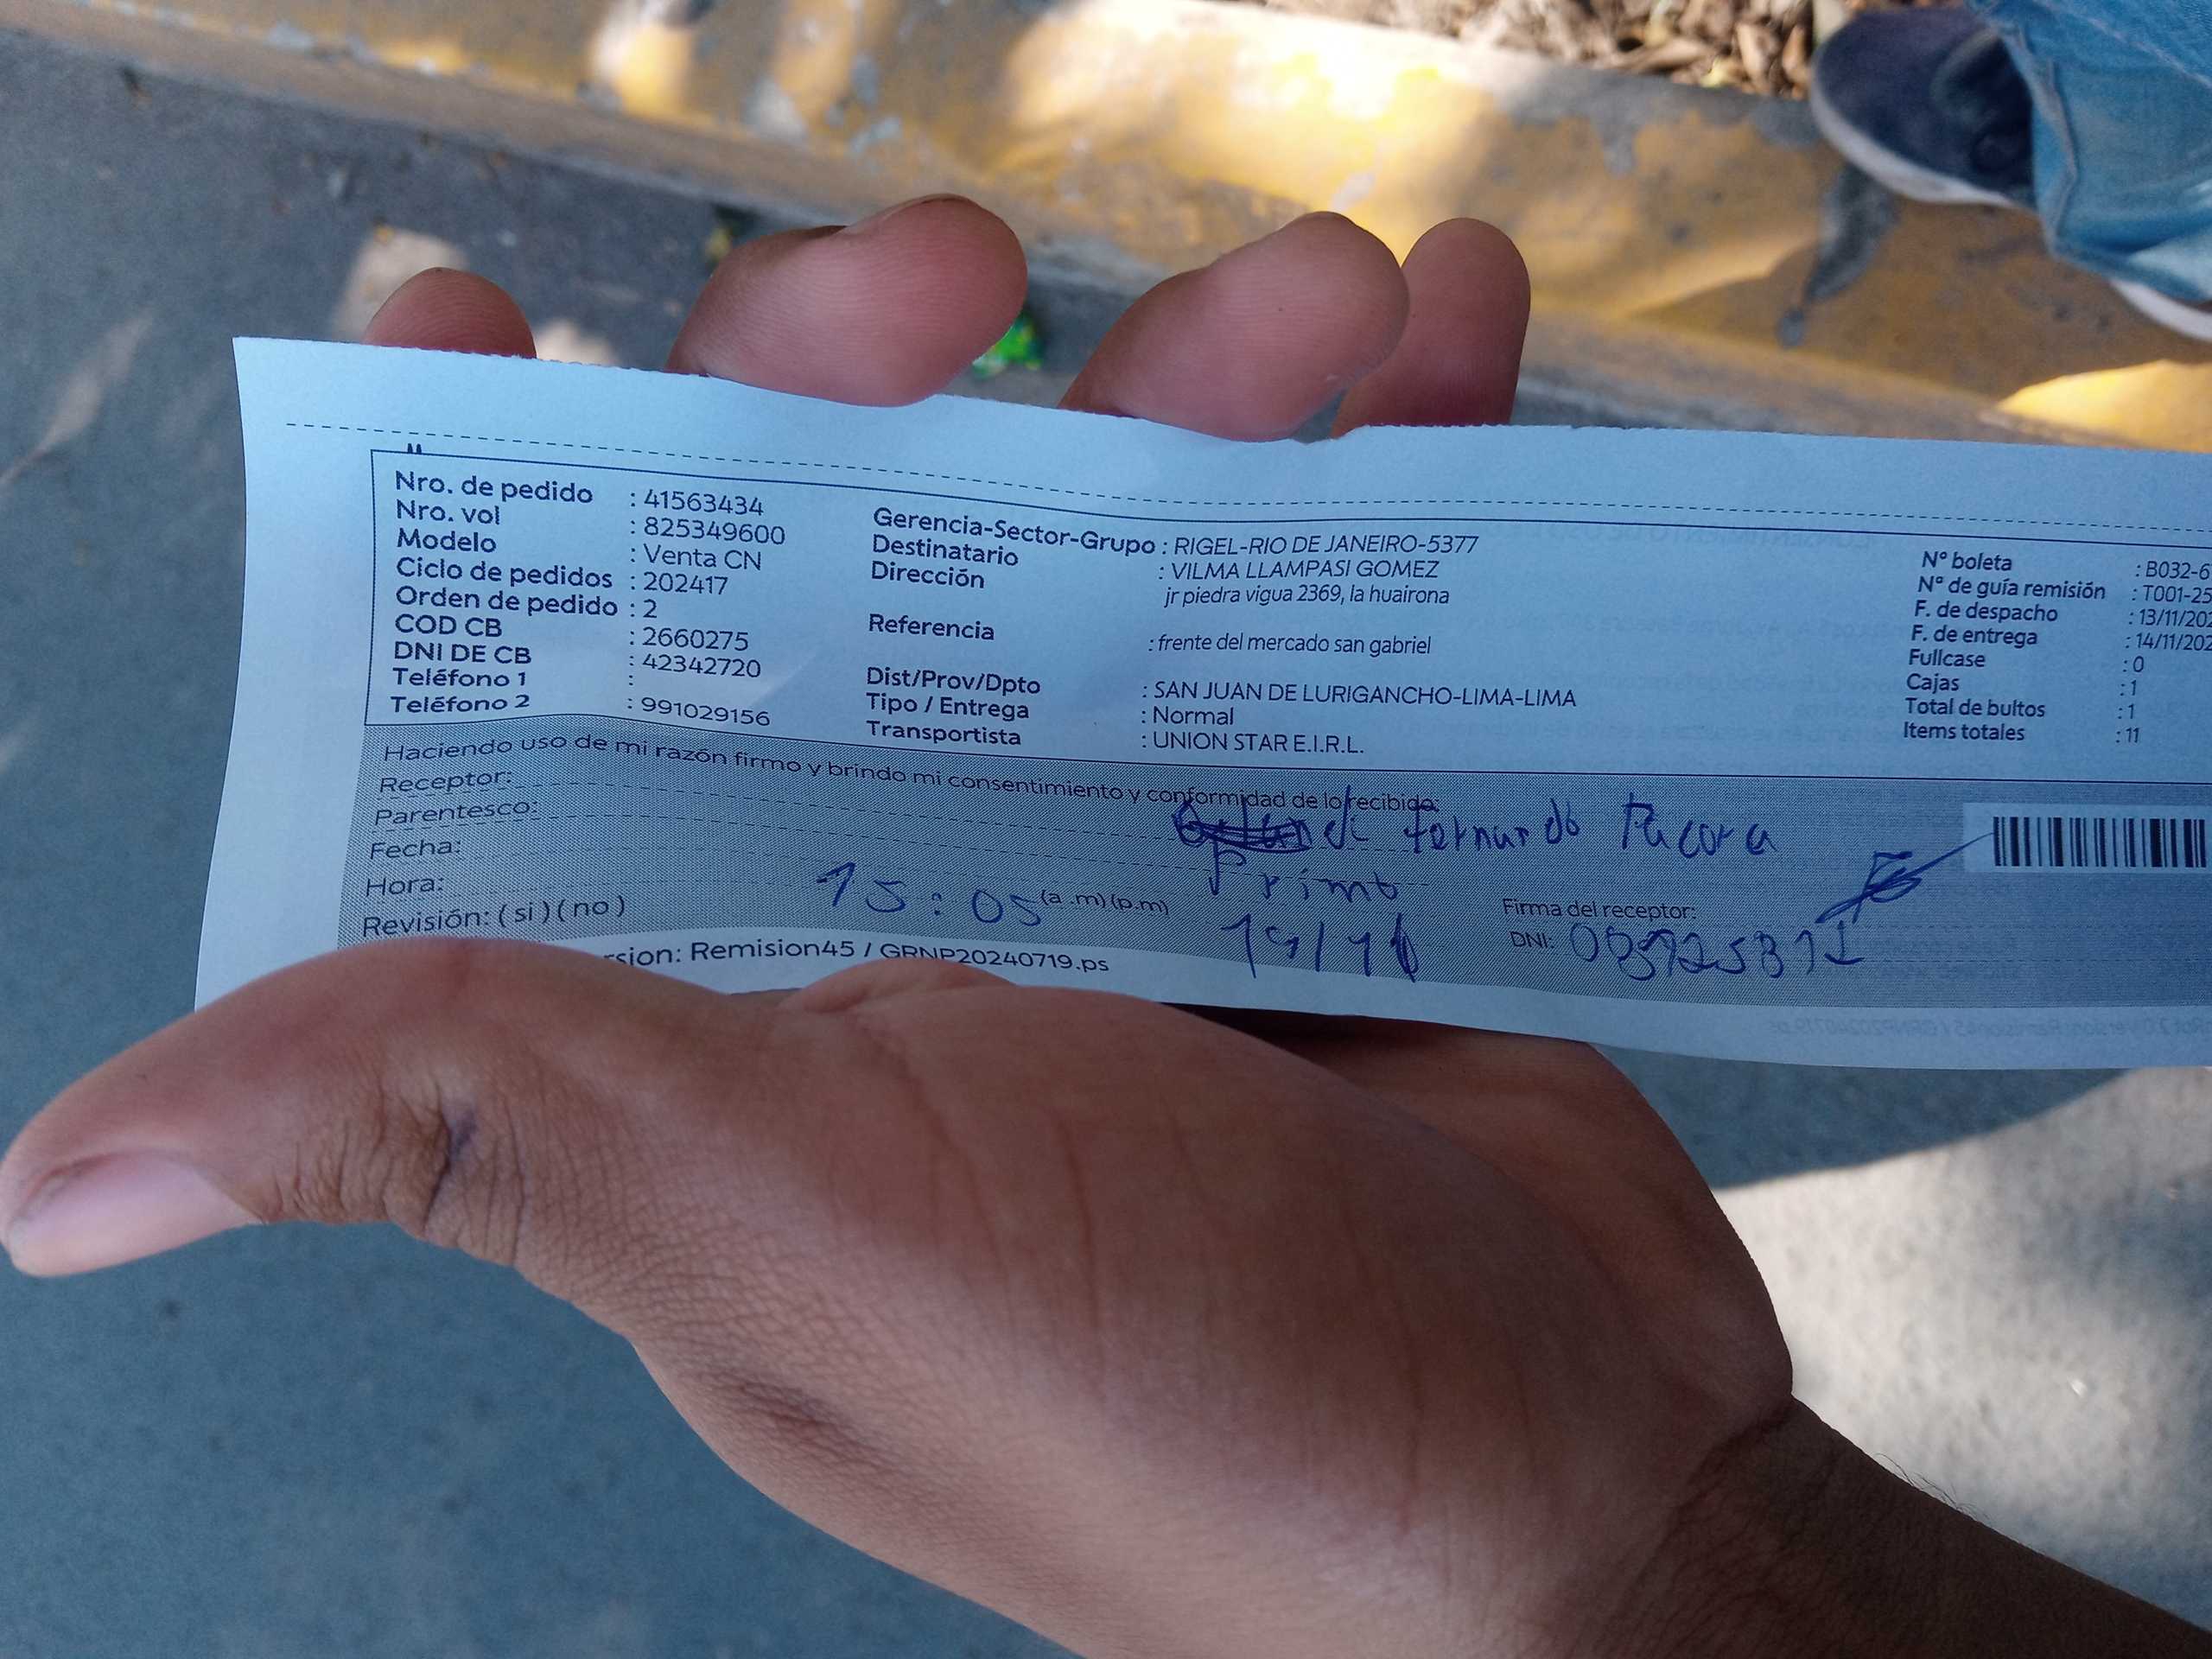 Nro. de pedido : 41563434
Nro. vol : 825349600
Modelo : Venta CN
Ciclo de pedidos : 202417
Orden de pedido : 2
COD CB : 2660275
DNI DE CB : 42342720
Teléfono 1 :
Teléfono 2 : 991029156
Gerencia-Sector-Grupo : RIGEL-RIO DE JANEIRO-5377
Destinatario : VILMA LLAMPASI GOMEZ
Dirección jr piedra vigua 2369, la huairona
Referencia : frente del mercado san gabriel
Dist/Prov/Dpto : SAN JUAN DE LURIGANCHO-LIMA-LIMA
Tipo / Entrega : Normal
Transportista : UNION STAR E.I.R.L.
Nº boleta : B032-6
Nº de guía remisión : T001-25
F. de despacho : 13/11/202
F. de entrega : 14/11/202
Fullcase : 0
Cajas : 1
Total de bultos : 1
Items totales : 11
Haciendo uso de mi razón firmo y brindo mi consentimiento y conformidad de lo recibido:
Receptor: Fernando Pacora
Parentesco: Primo
Fecha:
Hora: 15:05 (a .m) (p.m)
Revisión: ( si ) ( no )
Firma del receptor:
DNI:
rsion: Remision45 / GRNP20240719.ps